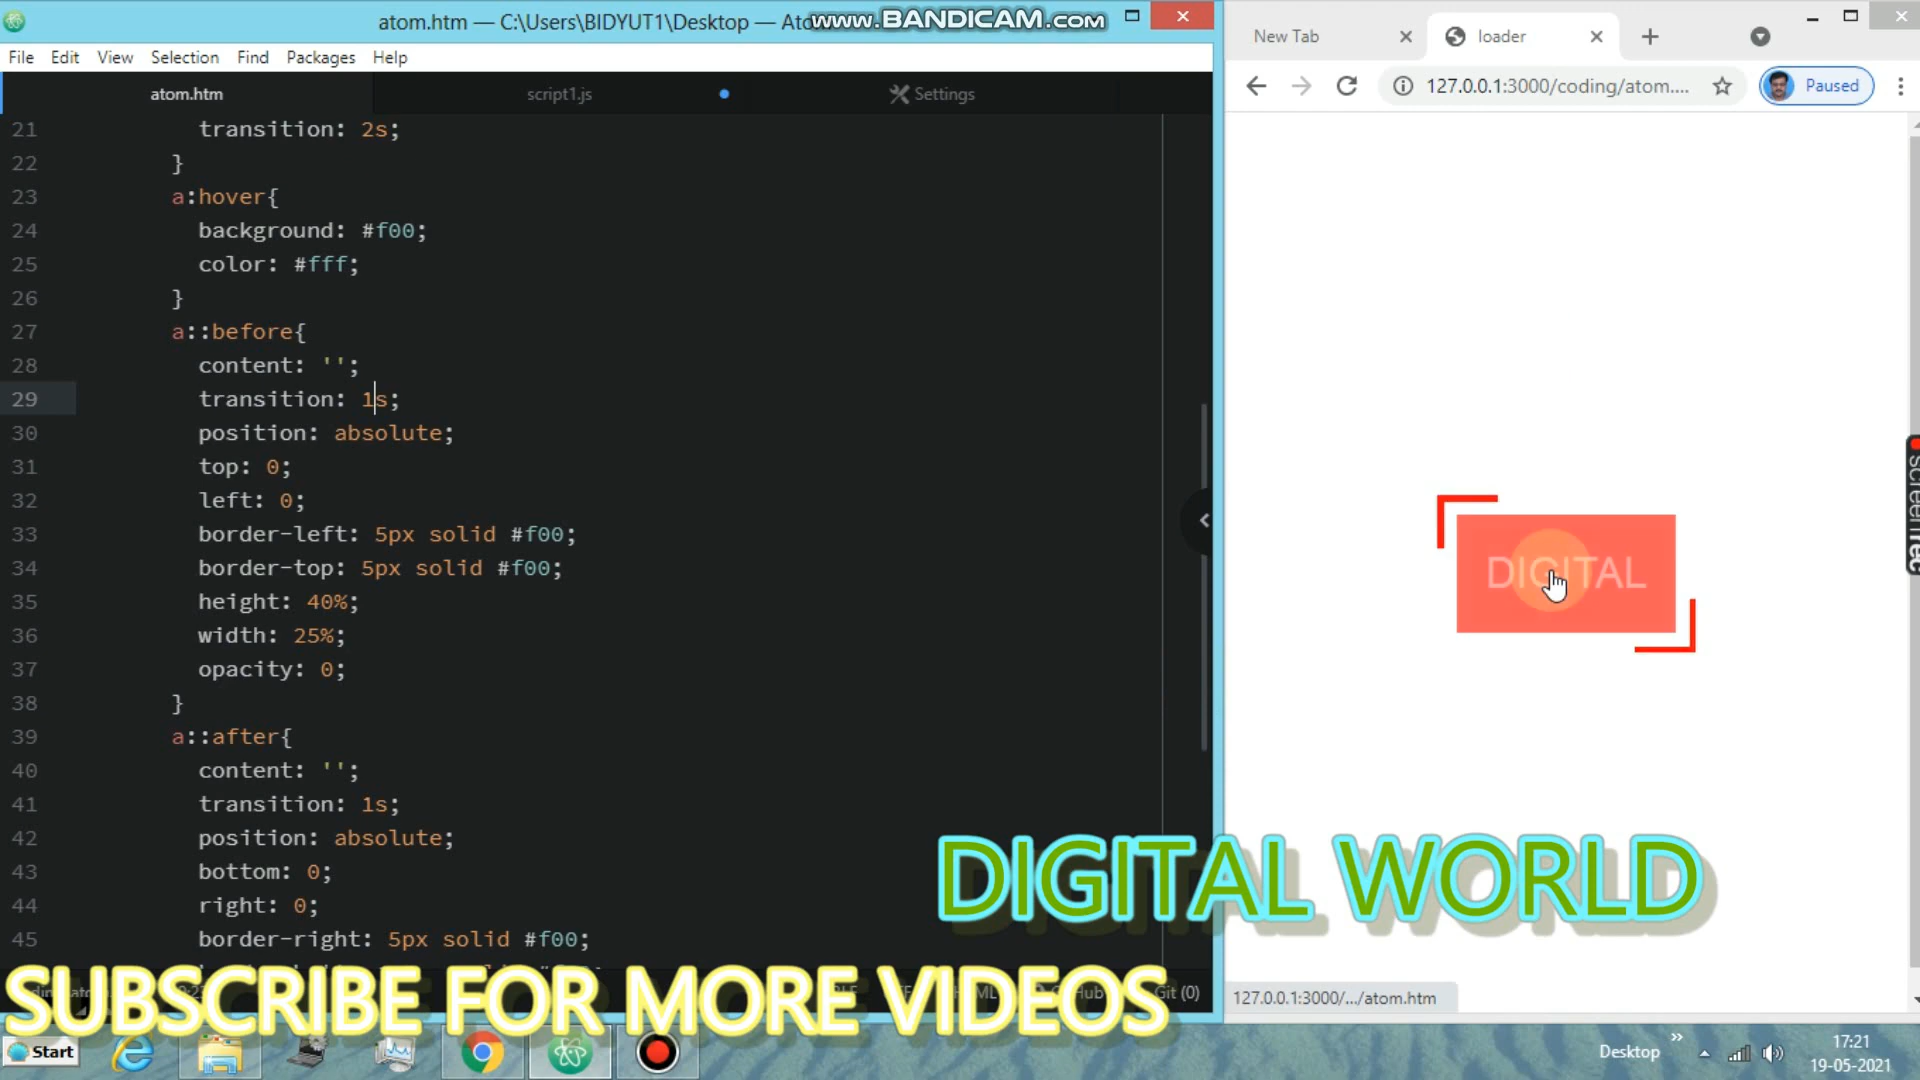 atom.htm — C:\Users\BIDYUT1\Desktop — Ato
www.BANDICAM.com
File Edit View Selection Find Packages Help
atom.htm
script1.js
Settings
21 transition: 2s;
22 }
23 a:hover{
24 background: #f00;
25 color: #fff;
26 }
27 a::before{
28 content: '';
29 transition: 1s;
30 position: absolute;
31 top: 0;
32 left: 0;
33 border-left: 5px solid #f00;
34 border-top: 5px solid #f00;
35 height: 40%;
36 width: 25%;
37 opacity: 0;
38 }
39 a::after{
40 content: '';
41 transition: 1s;
42 position: absolute;
43 bottom: 0;
44 right: 0;
45 border-right: 5px solid #f00;
Git (0)
New Tab
loader
127.0.0.1:3000/coding/atom....
Paused
DIGITAL
DIGITAL WORLD
SUBSCRIBE FOR MORE VIDEOS
127.0.0.1:3000/.../atom.htm
Start
Desktop
17:21
19-05-2021